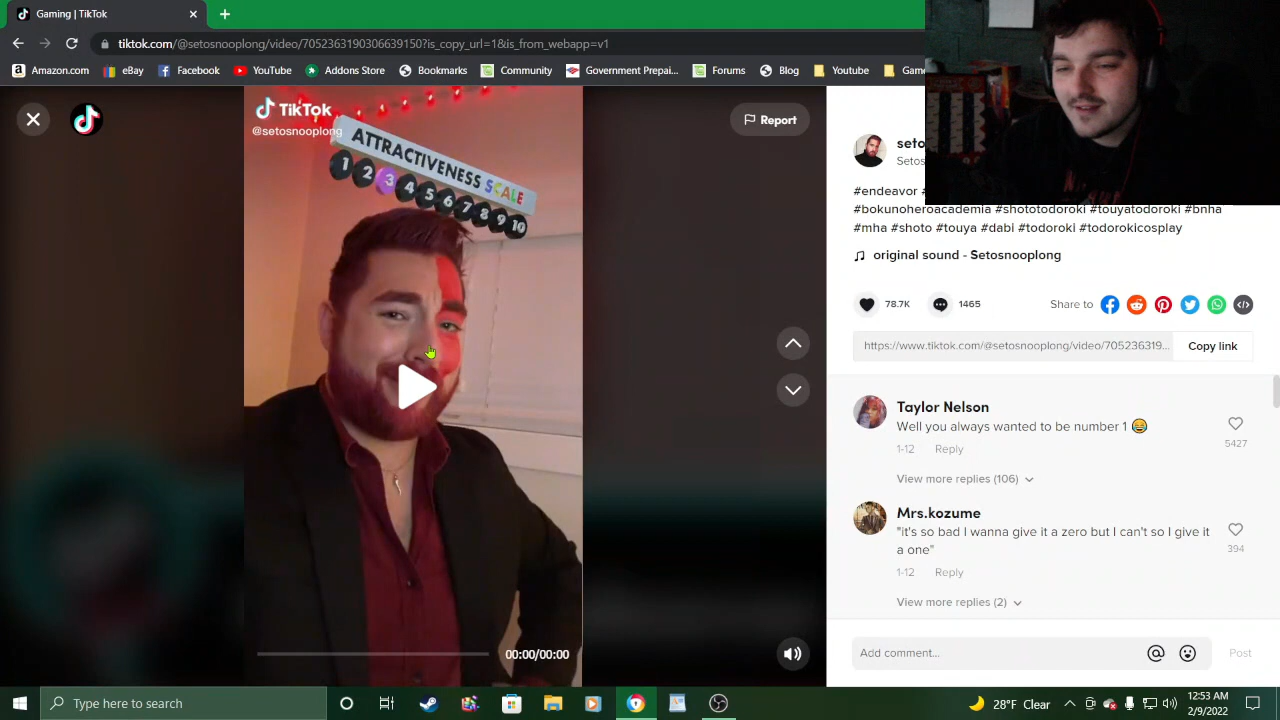 Gaming | TikTok
tiktok.com/@setosnooplong/video/7052363190306639150?is_copy_url=1&is_from_webapp=v1
Amazon.com eBay Facebook YouTube Addons Store Bookmarks Community Government Prepai... Forums Blog Youtube Gam
TikTok
@setosnooplong
Report
ATTRACTIVENESS SCALE
1 2 3 4 5 6 7 8 9 10
00:00/00:00
seto
Setos
#endeavor
#bokunoheroacademia #shototodoroki #touyatodoroki #bnha
#mha #shoto #touya #dabi #todoroki #todorokicosplay
original sound - Setosnooplong
78.7K 1465 Share to
https://www.tiktok.com/@setosnooplong/video/705236319... Copy link
Taylor Nelson
Well you always wanted to be number 1 😂
5427
1-12 Reply
View more replies (106)
Mrs.kozume
"it's so bad I wanna give it a zero but I can't so I give it
a one"
394
1-12 Reply
View more replies (2)
Add comment... Post
Type here to search
28°F Clear
12:53 AM
2/9/2022